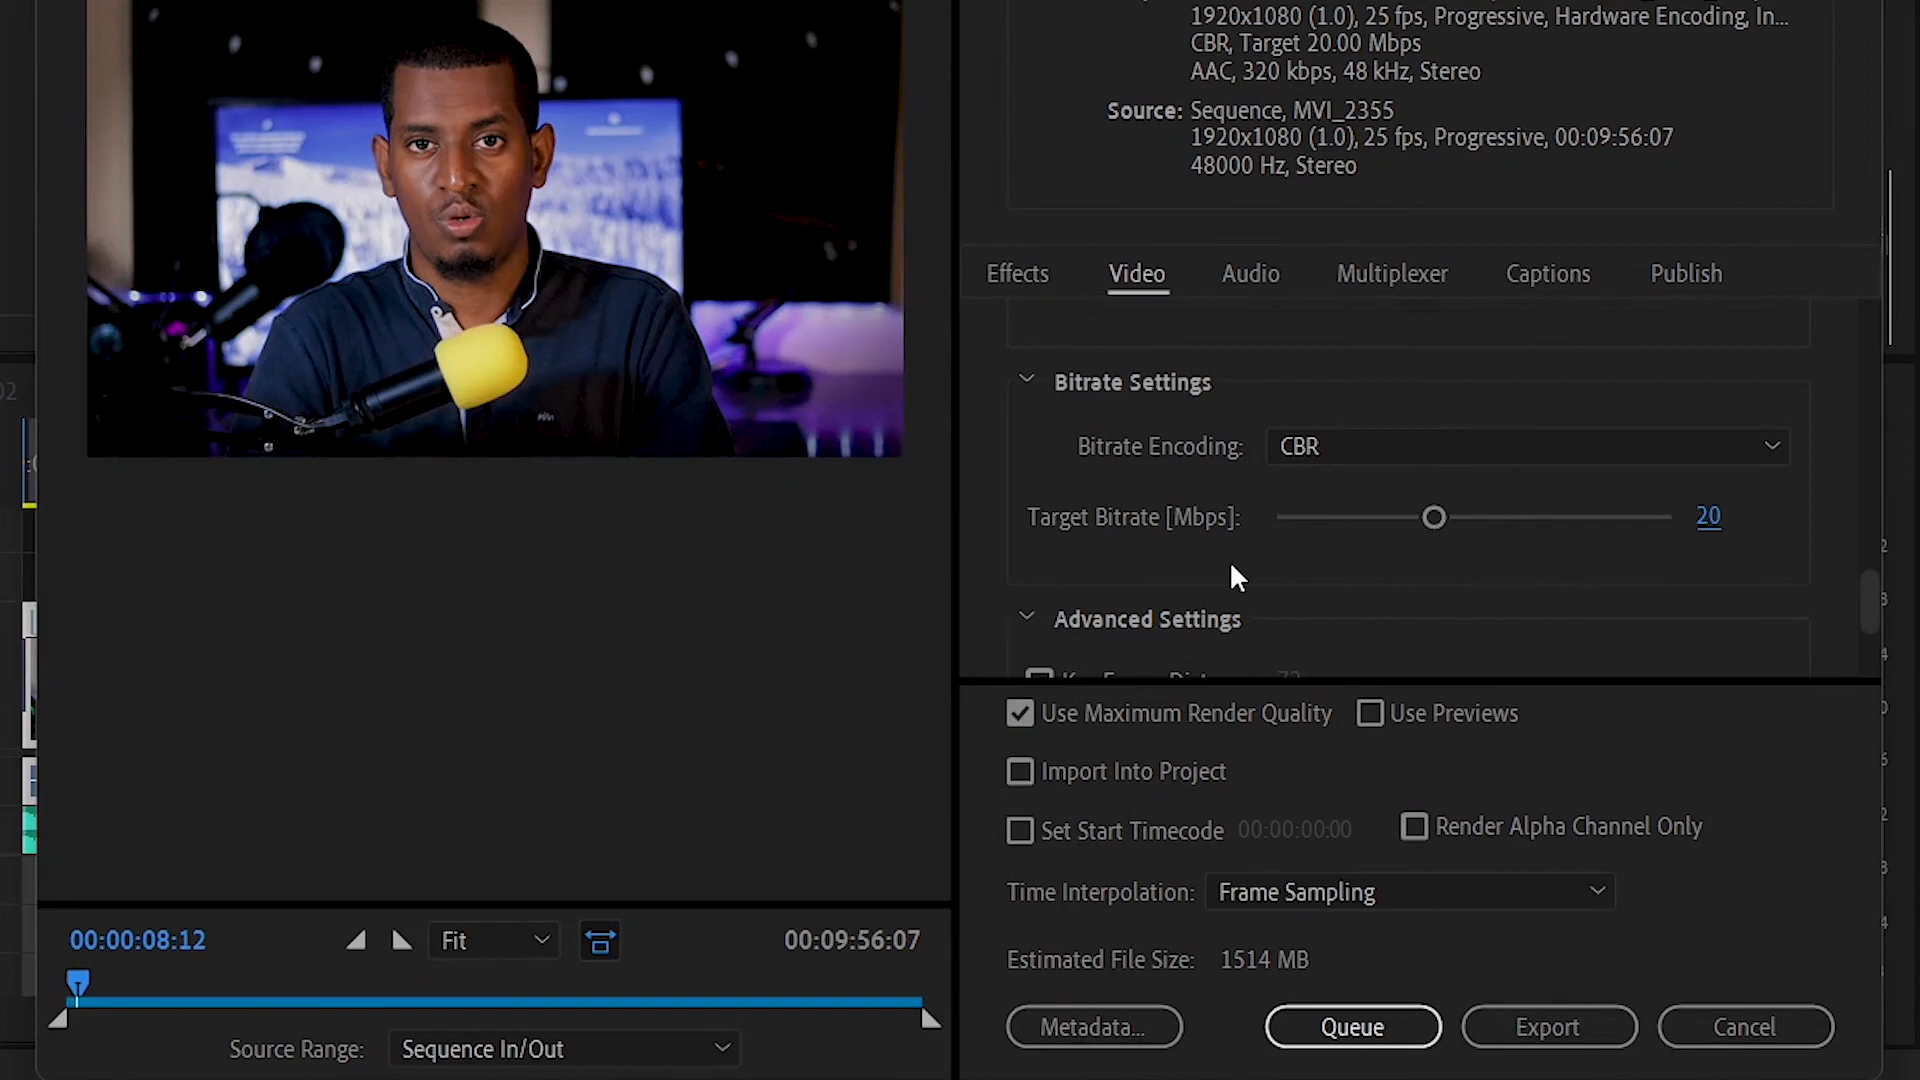 1920x1080 (1.0), 25 fps, Progressive, Hardware Encoding, In...
CBR, Target 20.00 Mbps
AAC, 320 kbps, 48 kHz, Stereo
Source: Sequence, MVI_2355
1920x1080 (1.0), 25 fps, Progressive, 00:09:56:07
48000 Hz, Stereo
Effects Video Audio Multiplexer Captions Publish
Bitrate Settings
Bitrate Encoding: CBR
Target Bitrate [Mbps]: 20
Advanced Settings
Use Maximum Render Quality Use Previews
Import Into Project
Set Start Timecode 00:00:00:00 Render Alpha Channel Only
Time Interpolation: Frame Sampling
Estimated File Size: 1514 MB
Metadata... Queue Export Cancel
00:00:08:12 Fit 00:09:56:07
Source Range: Sequence In/Out